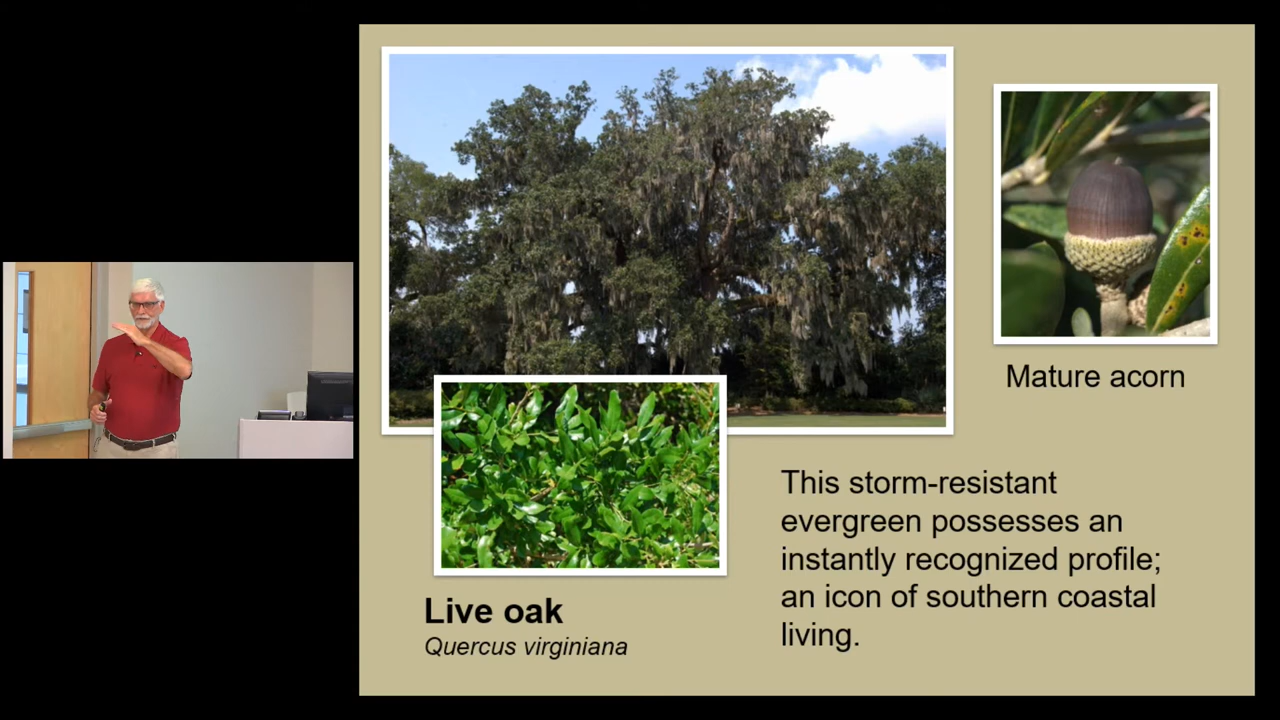 Mature acorn
This storm-resistant
evergreen possesses an
instantly recognized profile;
an icon of southern coastal
living.
Live oak
Quercus virginiana